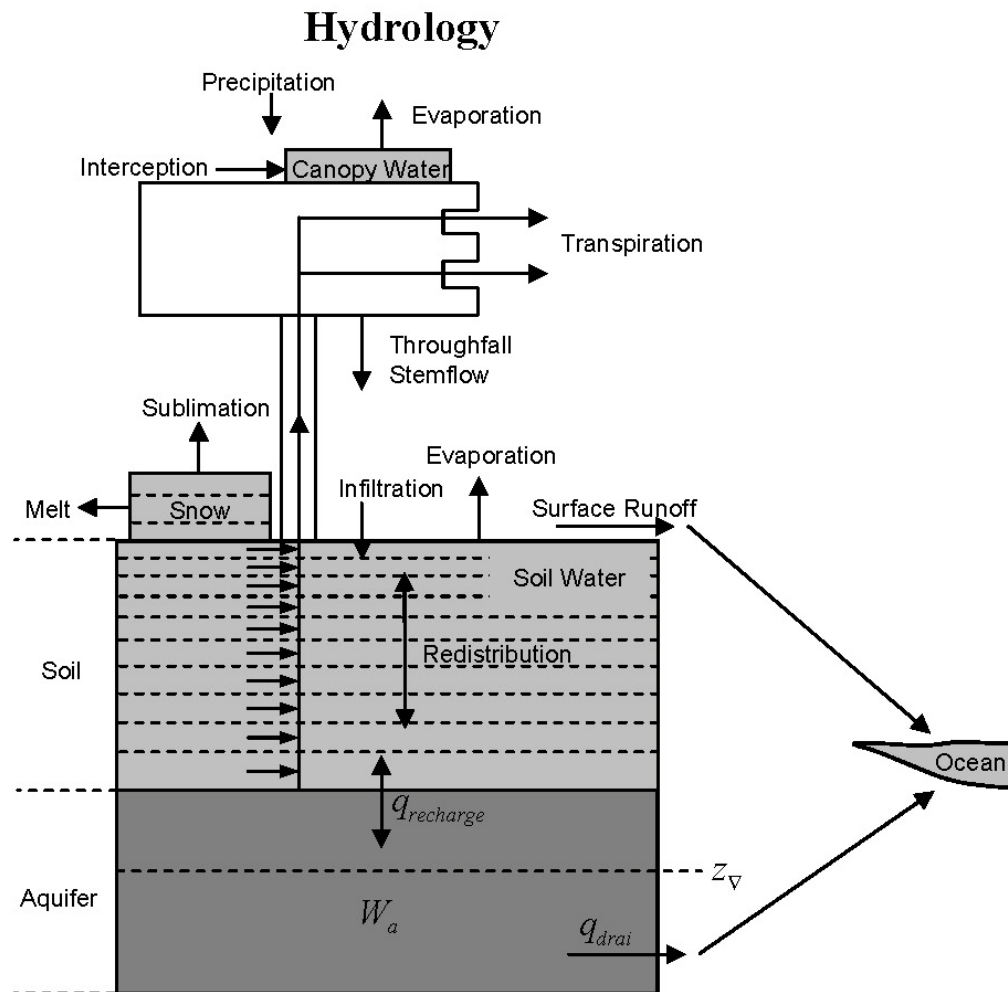 Hydrology
Precipitation
Evaporation
Interception
Canopy Water
Transpiration
Throughfall
Stemflow
Sublimation
Evaporation
Melt
Snow
Infiltration
Surface Runoff
Soil Water
Soil
Redistribution
Ocean
q_recharge
z_∇
Aquifer
W_a
q_drai